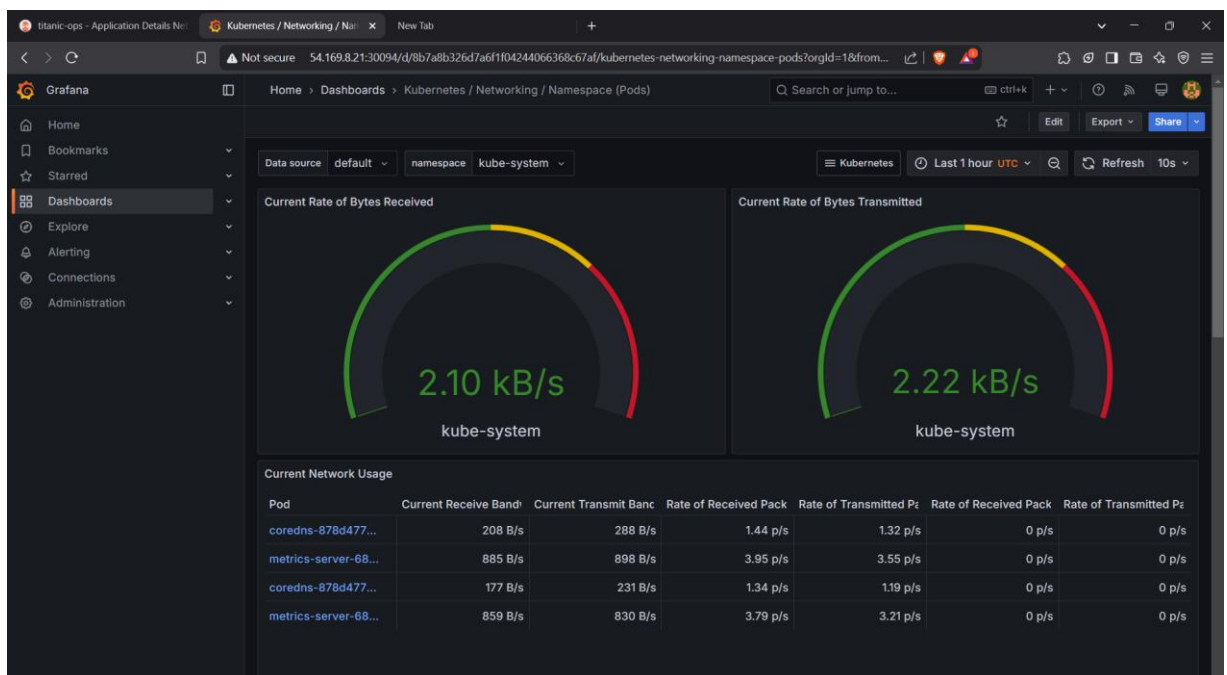 titanic-ops - Application Details Net
Kubernetes / Networking / Nam
New Tab
Not secure 54.169.8.21:30094/d/8b7a8b326d7a6f1f04244066368c67af/kubernetes-networking-namespace-pods?orgId=1&from...
Grafana
Home › Dashboards › Kubernetes / Networking / Namespace (Pods)
Search or jump to...
ctrl+k
Home
Bookmarks
Starred
Dashboards
Explore
Alerting
Connections
Administration
Edit
Export
Share
Data source default
namespace kube-system
Kubernetes
Last 1 hour UTC
Refresh 10s
Current Rate of Bytes Received
2.10 kB/s
kube-system
Current Rate of Bytes Transmitted
2.22 kB/s
kube-system
Current Network Usage
Pod Current Receive Band Current Transmit Banc Rate of Received Pack Rate of Transmitted Pa Rate of Received Pack Rate of Transmitted Pa
coredns-878d477... 208 B/s 288 B/s 1.44 p/s 1.32 p/s 0 p/s 0 p/s
metrics-server-68... 885 B/s 898 B/s 3.95 p/s 3.55 p/s 0 p/s 0 p/s
coredns-878d477... 177 B/s 231 B/s 1.34 p/s 1.19 p/s 0 p/s 0 p/s
metrics-server-68... 859 B/s 830 B/s 3.79 p/s 3.21 p/s 0 p/s 0 p/s